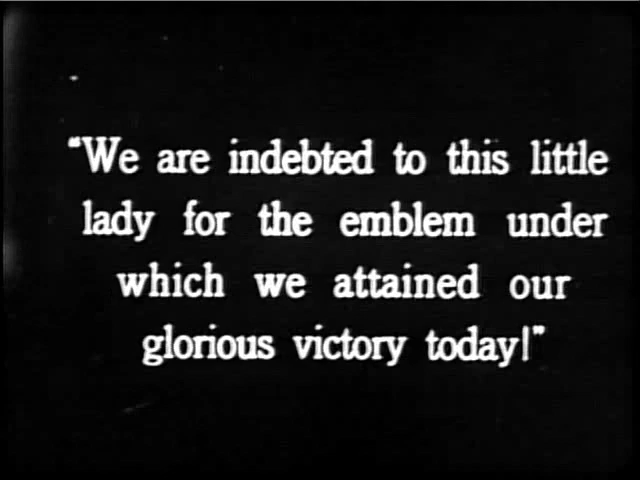 “We are indebted to this little
lady for the emblem under
which we attained our
glorious victory today!”